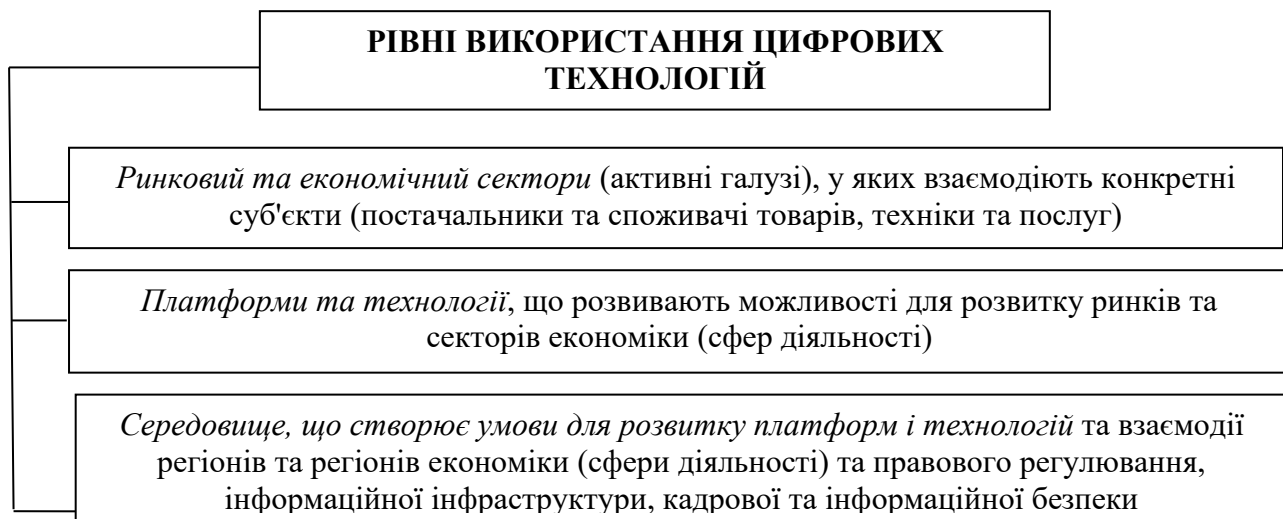 РІВНІ ВИКОРИСТАННЯ ЦИФРОВИХ
ТЕХНОЛОГІЙ
Ринковий та економічний сектори (активні галузі), у яких взаємодіють конкретні
суб'єкти (постачальники та споживачі товарів, техніки та послуг)
Платформи та технології, що розвивають можливості для розвитку ринків та
секторів економіки (сфер діяльності)
Середовище, що створює умови для розвитку платформ і технологій та взаємодії
регіонів та регіонів економіки (сфери діяльності) та правового регулювання,
інформаційної інфраструктури, кадрової та інформаційної безпеки